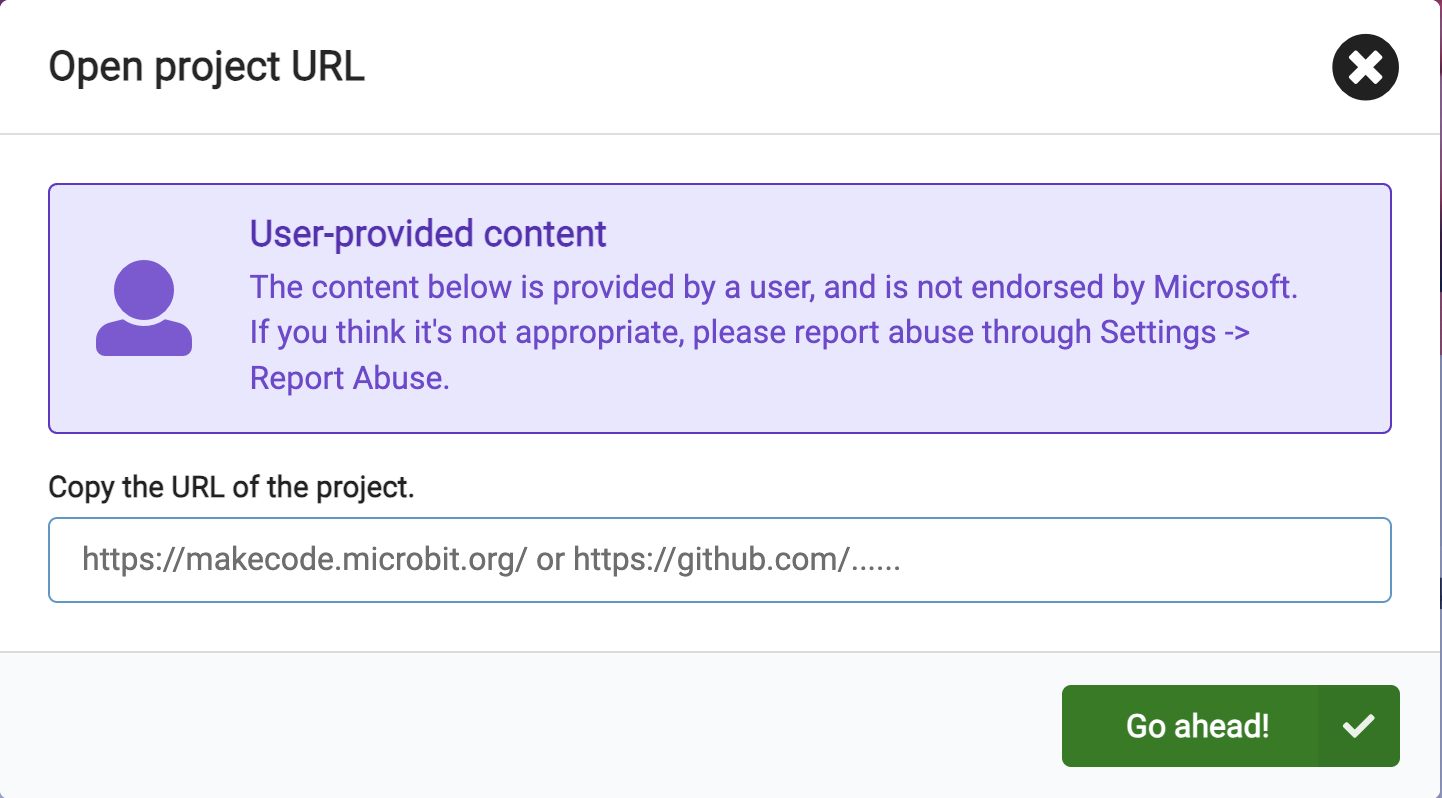 Open project URL
User-provided content
The content below is provided by a user, and is not endorsed by Microsoft.
If you think it's not appropriate, please report abuse through Settings ->
Report Abuse.
Copy the URL of the project.
https://makecode.microbit.org/ or https://github.com/......
Go ahead!